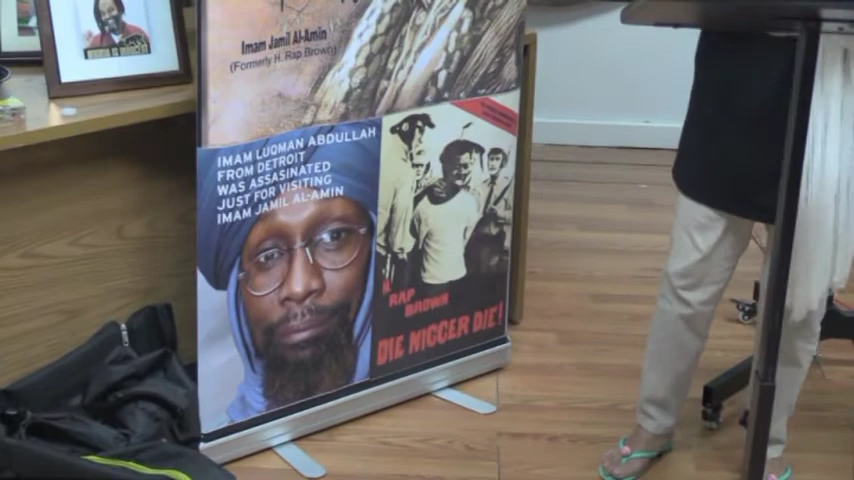 Imam Jamil Al-Amin
(Formerly H. Rap Brown)
IMAM LUQMAN ABDULLAH
FROM DETROIT
WAS ASSASINATED
JUST FOR VISITING
IMAM JAMIL AL-AMIN
H.
RAP
BROWN
DIE NIGGER DIE!